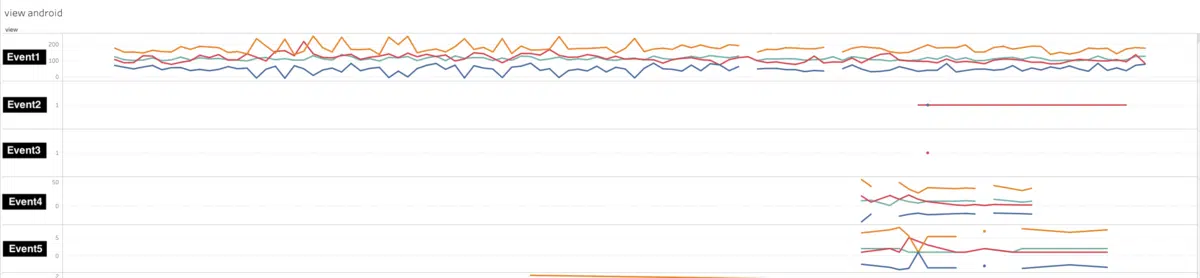 view android
view
Event1
200
100
0
Event2
1
Event3
1
Event4
50
0
Event5
5
0